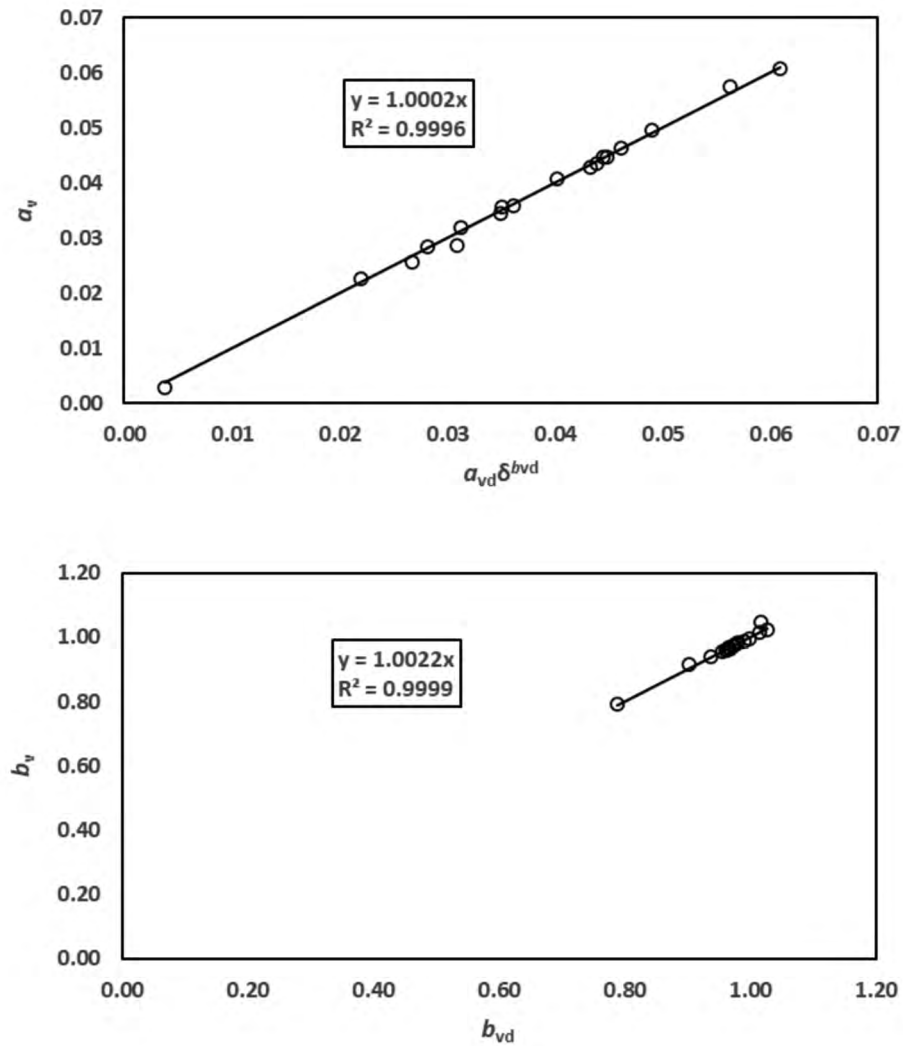 0.07
0.06
0.05
0.04
0.03
0.02
0.01
0.00
aᵥ
y = 1.0002x
R² = 0.9996
0.00 0.01 0.02 0.03 0.04 0.05 0.06 0.07
a_vd δ^bvd
1.20
1.00
0.80
0.60
0.40
0.20
0.00
bᵥ
y = 1.0022x
R² = 0.9999
0.00 0.20 0.40 0.60 0.80 1.00 1.20
b_vd